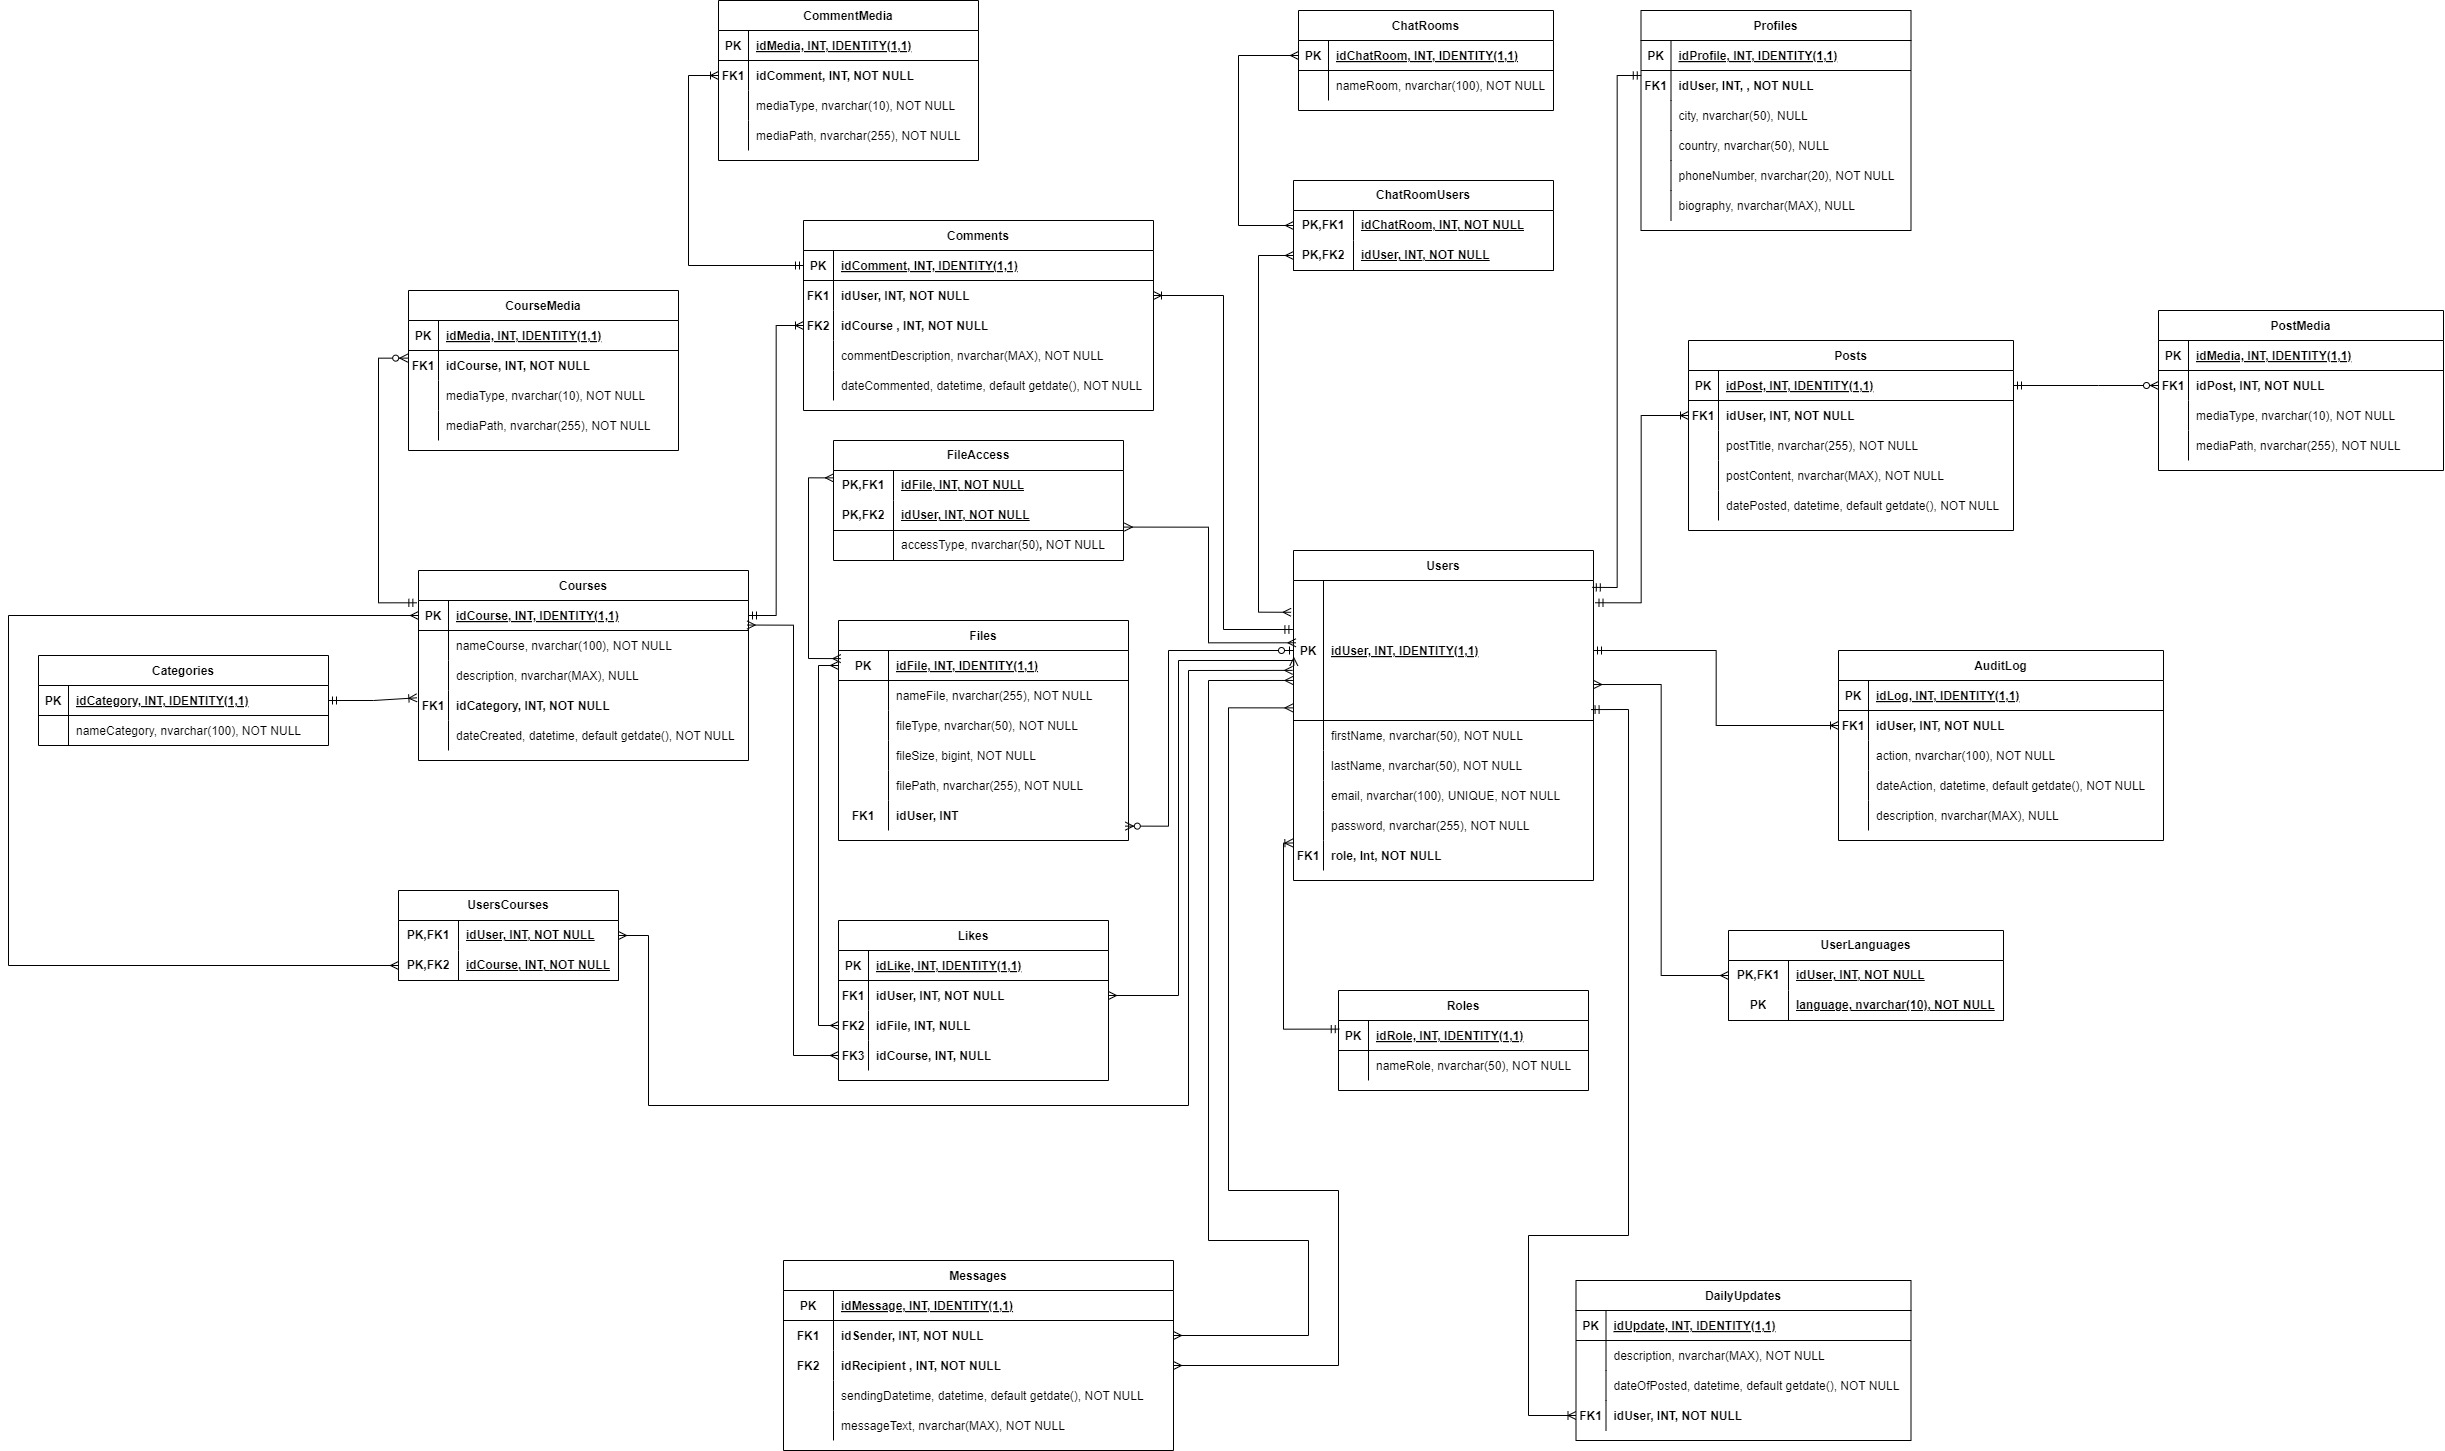 CommentMedia
PK idMedia, INT, IDENTITY(1,1)
FK1 idComment, INT, NOT NULL
mediaType, nvarchar(10), NOT NULL
mediaPath, nvarchar(255), NOT NULL
ChatRooms
PK idChatRoom, INT, IDENTITY(1,1)
nameRoom, nvarchar(100), NOT NULL
Profiles
PK idProfile, INT, IDENTITY(1,1)
FK1 idUser, INT, , NOT NULL
city, nvarchar(50), NULL
country, nvarchar(50), NULL
phoneNumber, nvarchar(20), NOT NULL
biography, nvarchar(MAX), NULL
ChatRoomUsers
PK,FK1 idChatRoom, INT, NOT NULL
PK,FK2 idUser, INT, NOT NULL
Comments
PK idComment, INT, IDENTITY(1,1)
FK1 idUser, INT, NOT NULL
FK2 idCourse , INT, NOT NULL
commentDescription, nvarchar(MAX), NOT NULL
dateCommented, datetime, default getdate(), NOT NULL
CourseMedia
PK idMedia, INT, IDENTITY(1,1)
FK1 idCourse, INT, NOT NULL
mediaType, nvarchar(10), NOT NULL
mediaPath, nvarchar(255), NOT NULL
PostMedia
PK idMedia, INT, IDENTITY(1,1)
FK1 idPost, INT, NOT NULL
mediaType, nvarchar(10), NOT NULL
mediaPath, nvarchar(255), NOT NULL
Posts
PK idPost, INT, IDENTITY(1,1)
FK1 idUser, INT, NOT NULL
postTitle, nvarchar(255), NOT NULL
postContent, nvarchar(MAX), NOT NULL
datePosted, datetime, default getdate(), NOT NULL
FileAccess
PK,FK1 idFile, INT, NOT NULL
PK,FK2 idUser, INT, NOT NULL
accessType, nvarchar(50), NOT NULL
Users
PK idUser, INT, IDENTITY(1,1)
firstName, nvarchar(50), NOT NULL
lastName, nvarchar(50), NOT NULL
email, nvarchar(100), UNIQUE, NOT NULL
password, nvarchar(255), NOT NULL
FK1 role, Int, NOT NULL
Courses
PK idCourse, INT, IDENTITY(1,1)
nameCourse, nvarchar(100), NOT NULL
description, nvarchar(MAX), NULL
FK1 idCategory, INT, NOT NULL
dateCreated, datetime, default getdate(), NOT NULL
Files
PK idFile, INT, IDENTITY(1,1)
nameFile, nvarchar(255), NOT NULL
fileType, nvarchar(50), NOT NULL
fileSize, bigint, NOT NULL
filePath, nvarchar(255), NOT NULL
FK1 idUser, INT
Categories
PK idCategory, INT, IDENTITY(1,1)
nameCategory, nvarchar(100), NOT NULL
AuditLog
PK idLog, INT, IDENTITY(1,1)
FK1 idUser, INT, NOT NULL
action, nvarchar(100), NOT NULL
dateAction, datetime, default getdate(), NOT NULL
description, nvarchar(MAX), NULL
UsersCourses
PK,FK1 idUser, INT, NOT NULL
PK,FK2 idCourse, INT, NOT NULL
Likes
PK idLike, INT, IDENTITY(1,1)
FK1 idUser, INT, NOT NULL
FK2 idFile, INT, NULL
FK3 idCourse, INT, NULL
UserLanguages
PK,FK1 idUser, INT, NOT NULL
PK language, nvarchar(10), NOT NULL
Roles
PK idRole, INT, IDENTITY(1,1)
nameRole, nvarchar(50), NOT NULL
Messages
PK idMessage, INT, IDENTITY(1,1)
FK1 idSender, INT, NOT NULL
FK2 idRecipient , INT, NOT NULL
sendingDatetime, datetime, default getdate(), NOT NULL
messageText, nvarchar(MAX), NOT NULL
DailyUpdates
PK idUpdate, INT, IDENTITY(1,1)
description, nvarchar(MAX), NOT NULL
dateOfPosted, datetime, default getdate(), NOT NULL
FK1 idUser, INT, NOT NULL